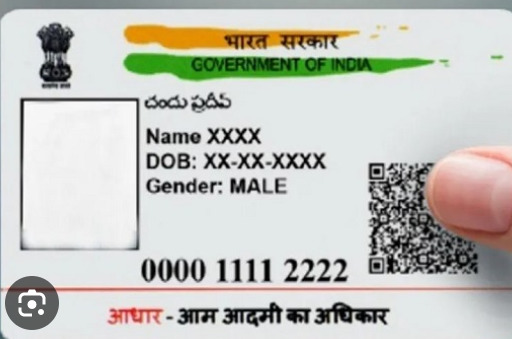 भारत सरकार
GOVERNMENT OF INDIA
చందు ప్రదీప్
Name XXXX
DOB: XX-XX-XXXX
Gender: MALE
0000 1111 2222
आधार - आम आदमी का अधिकार